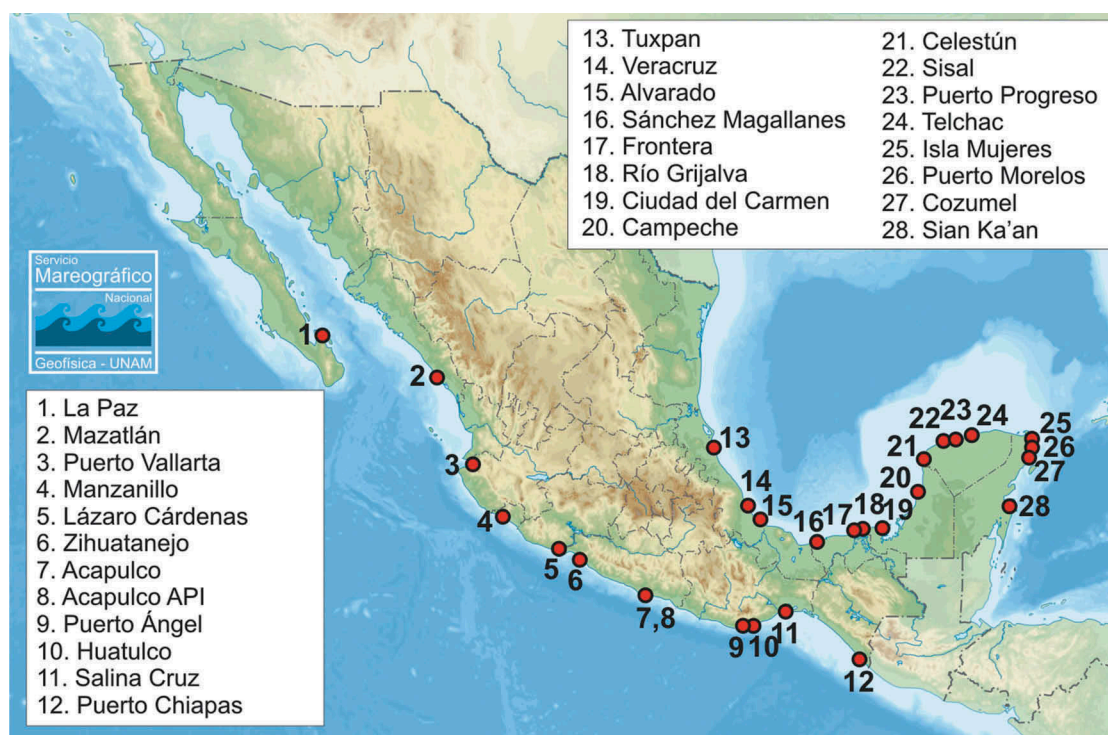 13. Tuxpan
14. Veracruz
15. Alvarado
16. Sánchez Magallanes
17. Frontera
18. Río Grijalva
19. Ciudad del Carmen
20. Campeche
21. Celestún
22. Sisal
23. Puerto Progreso
24. Telchac
25. Isla Mujeres
26. Puerto Morelos
27. Cozumel
28. Sian Ka’an
Servicio
Mareográfico
Nacional
Geofísica - UNAM
1. La Paz
2. Mazatlán
3. Puerto Vallarta
4. Manzanillo
5. Lázaro Cárdenas
6. Zihuatanejo
7. Acapulco
8. Acapulco API
9. Puerto Ángel
10. Huatulco
11. Salina Cruz
12. Puerto Chiapas
1
2
3
4
5
6
7,8
9
10
11
12
13
14
15
16
17
18
19
20
21
22
23
24
25
26
27
28